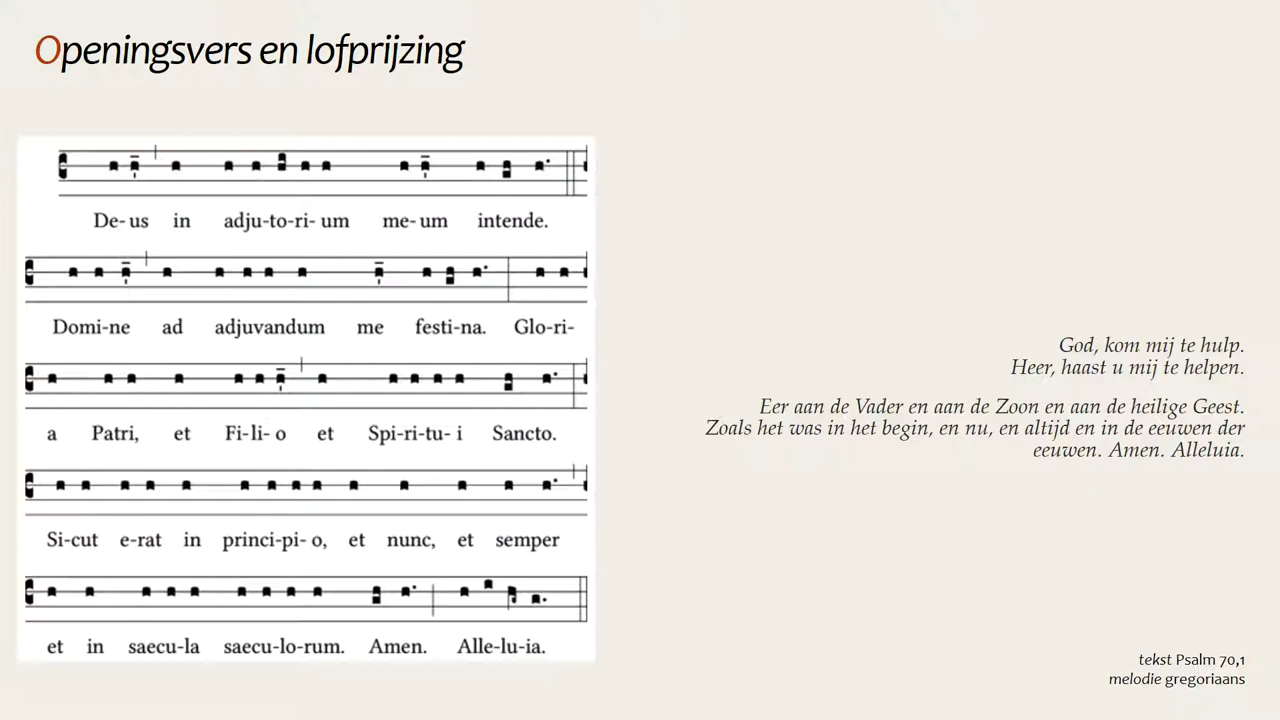 Openingsvers en lofprijzing
De- us in adju-to-ri- um me- um intende.
Domi-ne ad adjuvandum me festi-na. Glo-ri-
a Patri, et Fi-li- o et Spi-ri-tu- i Sancto.
Si-cut e-rat in princi-pi- o, et nunc, et semper
et in saecu-la saecu-lo-rum. Amen. Alle-lu-ia.
God, kom mij te hulp.
Heer, haast u mij te helpen.
Eer aan de Vader en aan de Zoon en aan de heilige Geest.
Zoals het was in het begin, en nu, en altijd en in de eeuwen der
eeuwen. Amen. Alleluia.
tekst Psalm 70,1
melodie gregoriaans